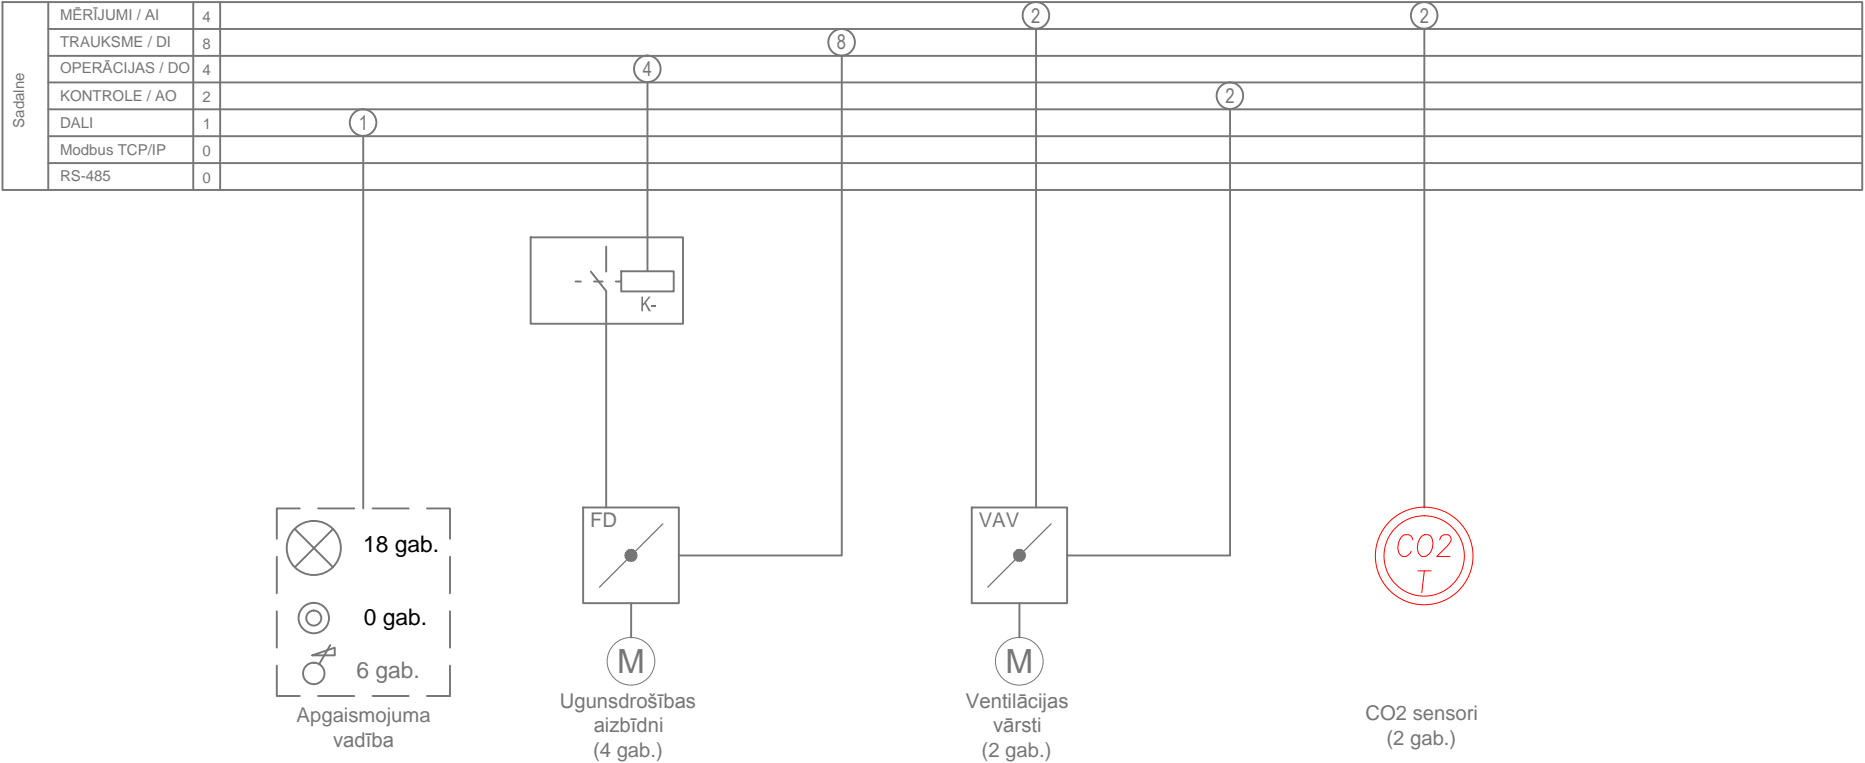 Sadalne
MĒRĪJUMI / AI 4 2 2
TRAUKSME / DI 8 8
OPERĀCIJAS / DO 4 4
KONTROLE / AO 2 2
DALI 1 1
Modbus TCP/IP 0
RS-485 0
K-
FD
VAV
18 gab.
CO2
T
0 gab.
6 gab.
M
M
Apgaismojuma
vadība
Ugunsdrošības
aizbīdni
(4 gab.)
Ventilācijas
vārsti
(2 gab.)
CO2 sensori
(2 gab.)